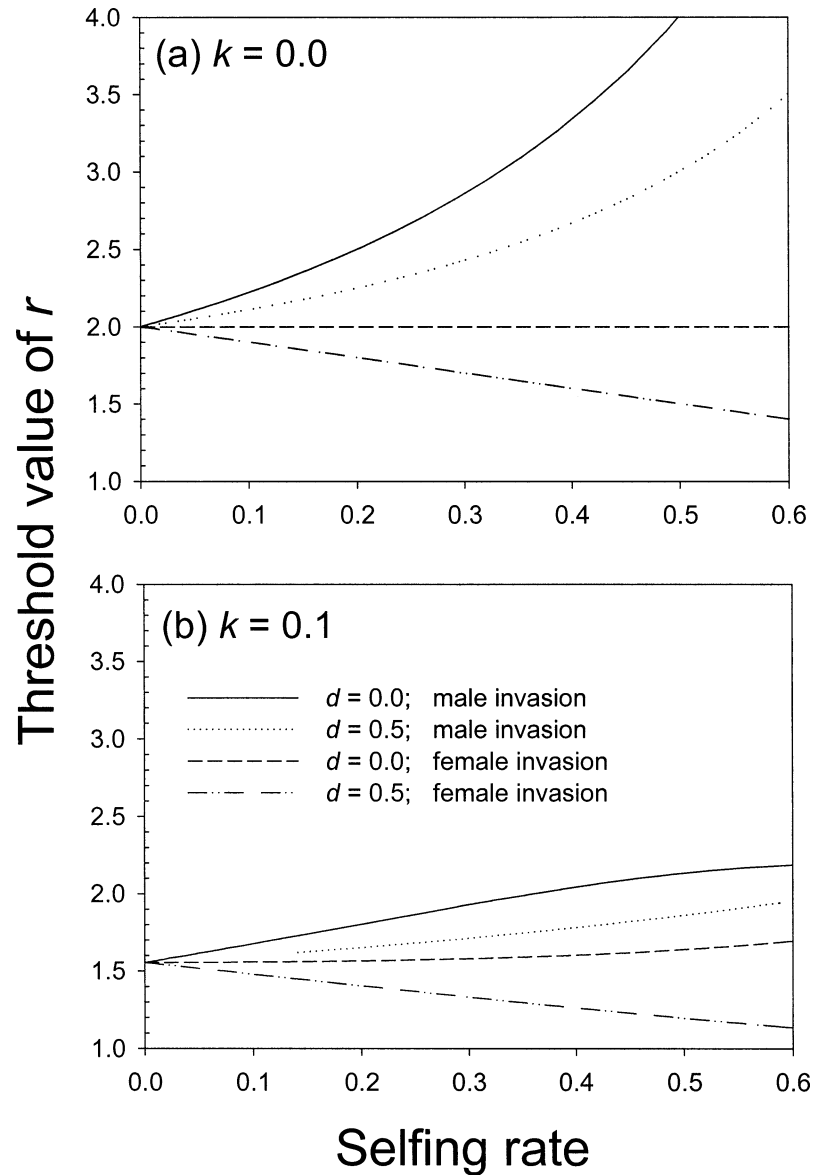 Threshold value of r
(a) k = 0.0
4.0
3.5
3.0
2.5
2.0
1.5
1.0
0.0 0.1 0.2 0.3 0.4 0.5 0.6
(b) k = 0.1
4.0
3.5
3.0
2.5
2.0
1.5
1.0
d = 0.0; male invasion
d = 0.5; male invasion
d = 0.0; female invasion
d = 0.5; female invasion
0.0 0.1 0.2 0.3 0.4 0.5 0.6
Selfing rate